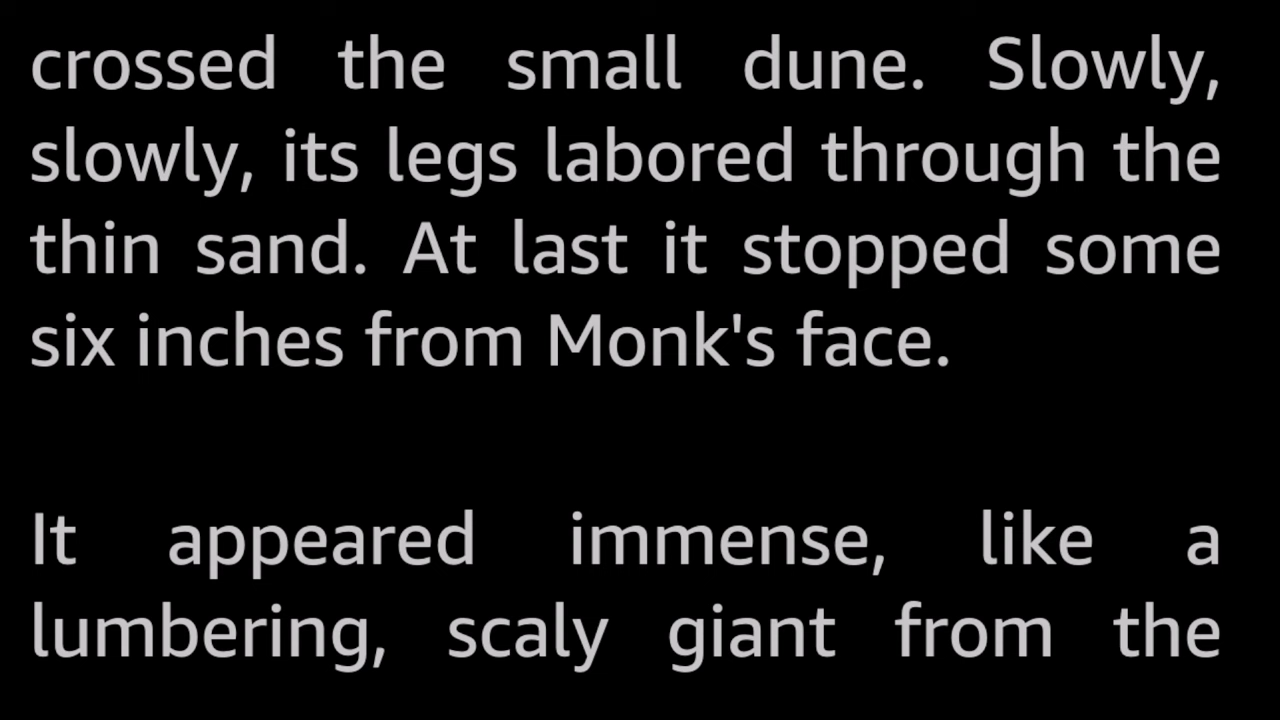 crossed the small dune. Slowly,
slowly, its legs labored through the
thin sand. At last it stopped some
six inches from Monk's face.
It appeared immense, like a
lumbering, scaly giant from the